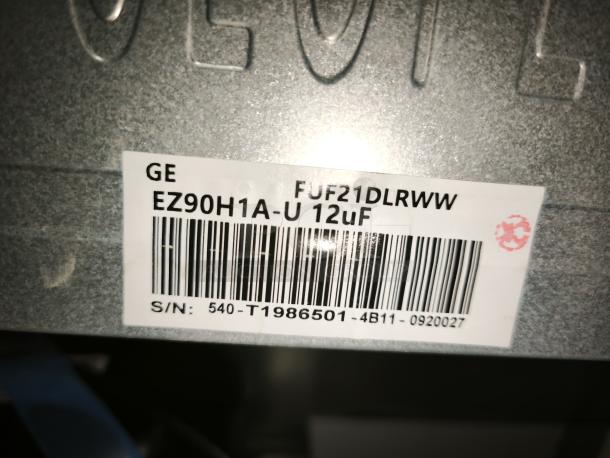 GE
FUF21DLRWW
EZ90H1A-U 12uF
S/N: 540-T1986501-4B11-0920027